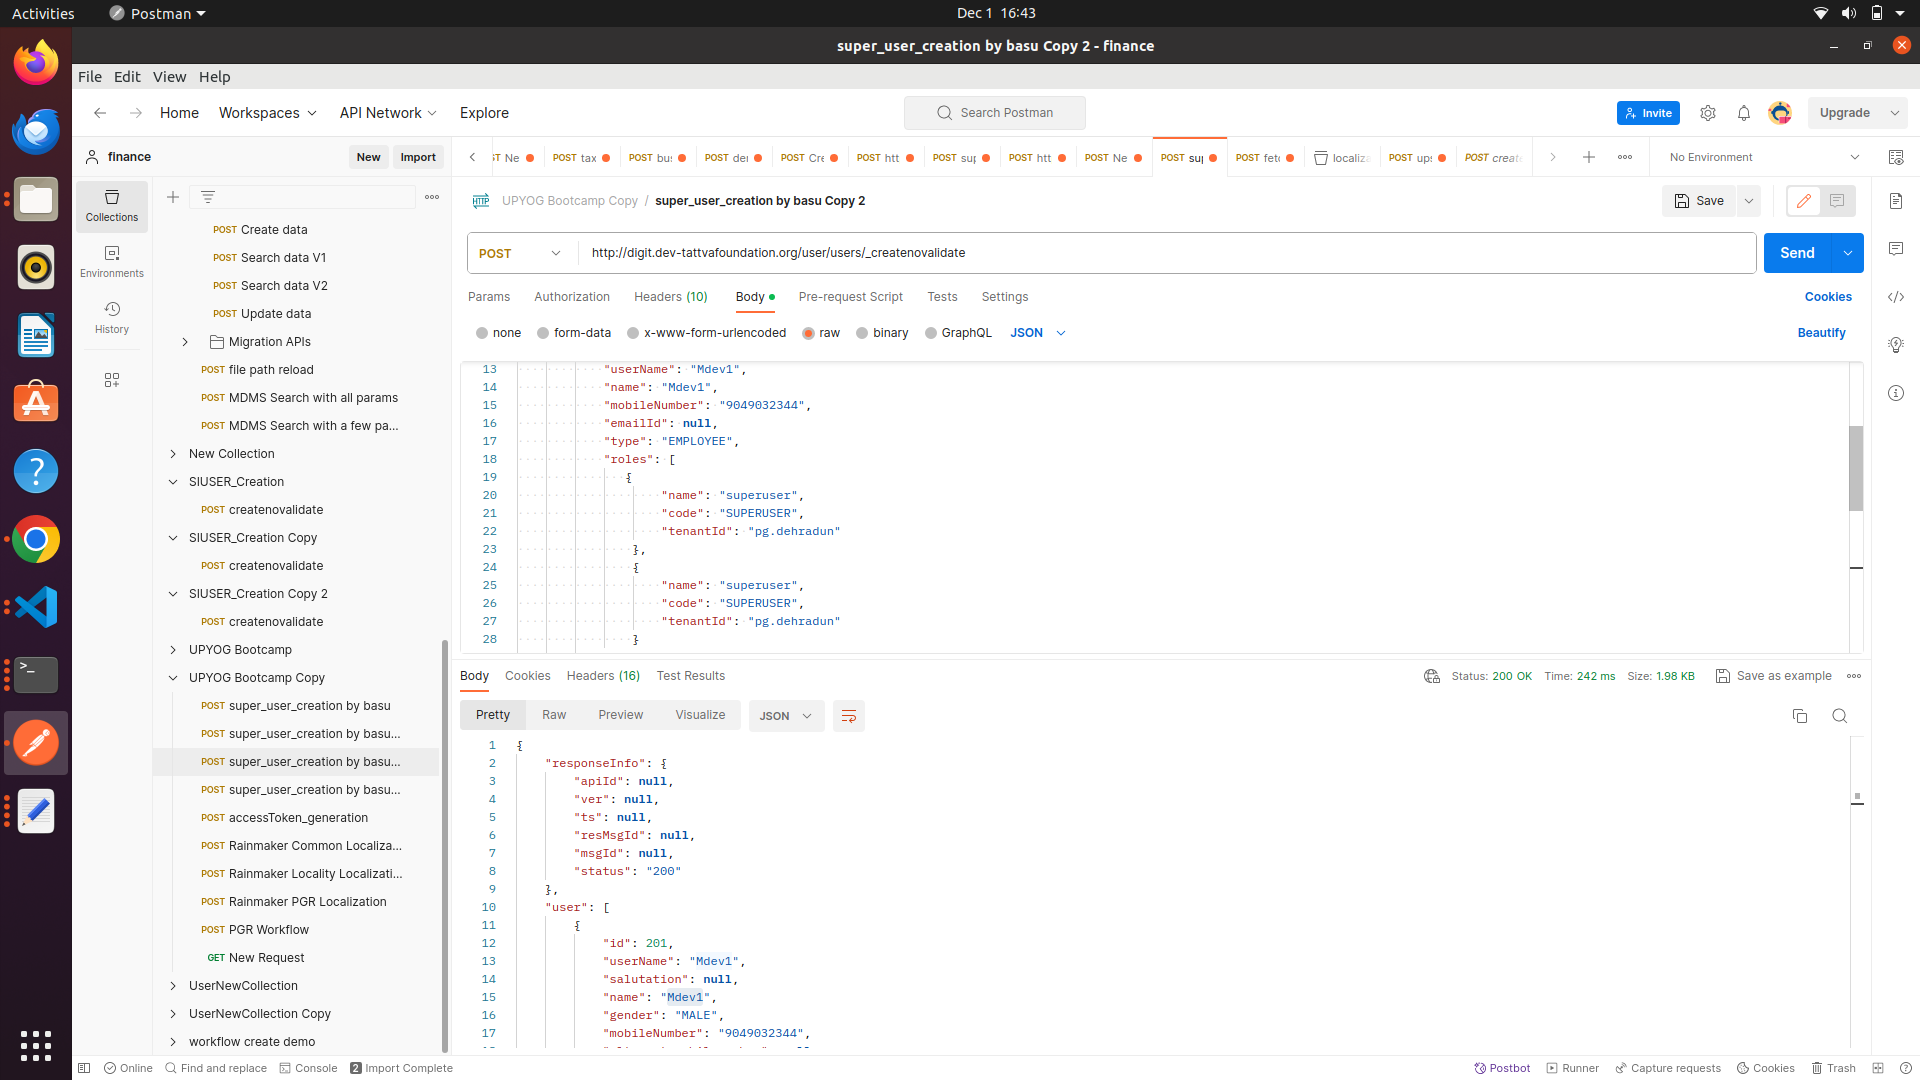 Activities
Postman
Dec 1 16:43
super_user_creation by basu Copy 2 - finance
File Edit View Help
Home
Workspaces
API Network
Explore
Search Postman
Invite
Upgrade
finance
New
Import
POST tax
POST Cre
POST htt
POST sup
POST htt
POST Ne
POST
POST fetc
POST ups
POST
No Environment
Collections
Environments
History
POST Create data
POST Search data V1
POST Search data V2
POST Update data
Migration APIs
POST file path reload
POST MDMS Search with all params
POST MDMS Search with a few pa...
New Collection
SIUSER_Creation
POST createnovalidate
SIUSER_Creation Copy
POST createnovalidate
SIUSER_Creation Copy 2
POST createnovalidate
UPYOG Bootcamp
UPYOG Bootcamp Copy
POST super_user_creation by basu
POST super_user_creation by basu...
POST super_user_creation by basu...
POST super_user_creation by basu...
POST accessToken_generation
POST Rainmaker Common Localiza...
POST Rainmaker Locality Localizati...
POST Rainmaker PGR Localization
POST PGR Workflow
GET New Request
UserNewCollection
UserNewCollection Copy
workflow create demo
HTTP
UPYOG Bootcamp Copy / super_user_creation by basu Copy 2
Save
POST
http://digit.dev-tattvafoundation.org/user/users/_createnovalidate
Send
Params Authorization Headers (10) Body Pre-request Script Tests Settings
Cookies
none form-data x-www-form-urlencoded raw binary GraphQL JSON
Beautify
13 "userName": "Mdev1",
14 "name": "Mdev1",
15 "mobileNumber": "9049032344",
16 "emailId": null,
17 "type": "EMPLOYEE",
18 "roles": [
19 {
20 "name": "superuser",
21 "code": "SUPERUSER",
22 "tenantId": "pg.dehradun"
23 },
24 {
25 "name": "superuser",
26 "code": "SUPERUSER",
27 "tenantId": "pg.dehradun"
28 }
Body Cookies Headers (16) Test Results
Status: 200 OK Time: 242 ms Size: 1.98 KB
Save as example
Pretty Raw Preview Visualize JSON
1 {
2 "responseInfo": {
3 "apiId": null,
4 "ver": null,
5 "ts": null,
6 "resMsgId": null,
7 "msgId": null,
8 "status": "200"
9 },
10 "user": [
11 {
12 "id": 201,
13 "userName": "Mdev1",
14 "salutation": null,
15 "name": "Mdev1",
16 "gender": "MALE",
17 "mobileNumber": "9049032344",
Online
Find and replace
Console
2 Import Complete
Postbot
Runner
Capture requests
Cookies
Trash